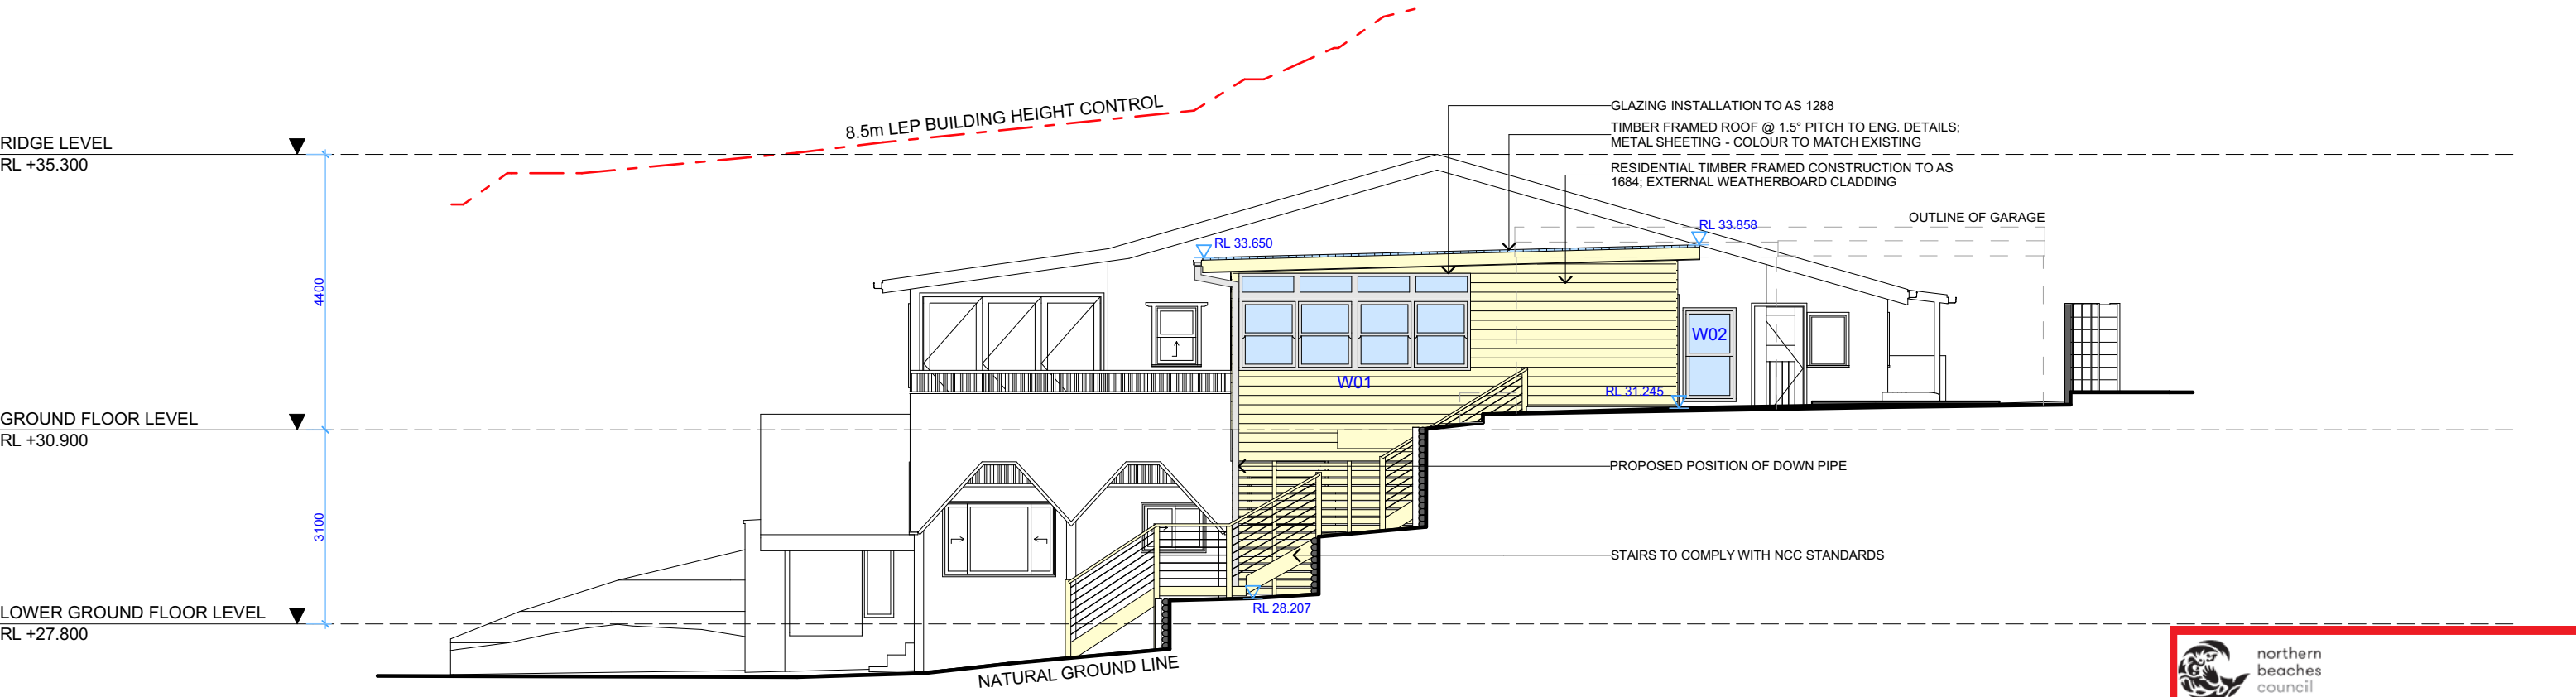 8.5m LEP BUILDING HEIGHT CONTROL
GLAZING INSTALLATION TO AS 1288
TIMBER FRAMED ROOF @ 1.5° PITCH TO ENG. DETAILS;
METAL SHEETING - COLOUR TO MATCH EXISTING
RESIDENTIAL TIMBER FRAMED CONSTRUCTION TO AS
1684; EXTERNAL WEATHERBOARD CLADDING
RIDGE LEVEL
RL +35.300
OUTLINE OF GARAGE
RL 33.650
RL 33.858
4400
W02
W01
RL 31.245
GROUND FLOOR LEVEL
RL +30.900
PROPOSED POSITION OF DOWN PIPE
3100
STAIRS TO COMPLY WITH NCC STANDARDS
RL 28.207
LOWER GROUND FLOOR LEVEL
RL +27.800
NATURAL GROUND LINE
northern
beaches
council